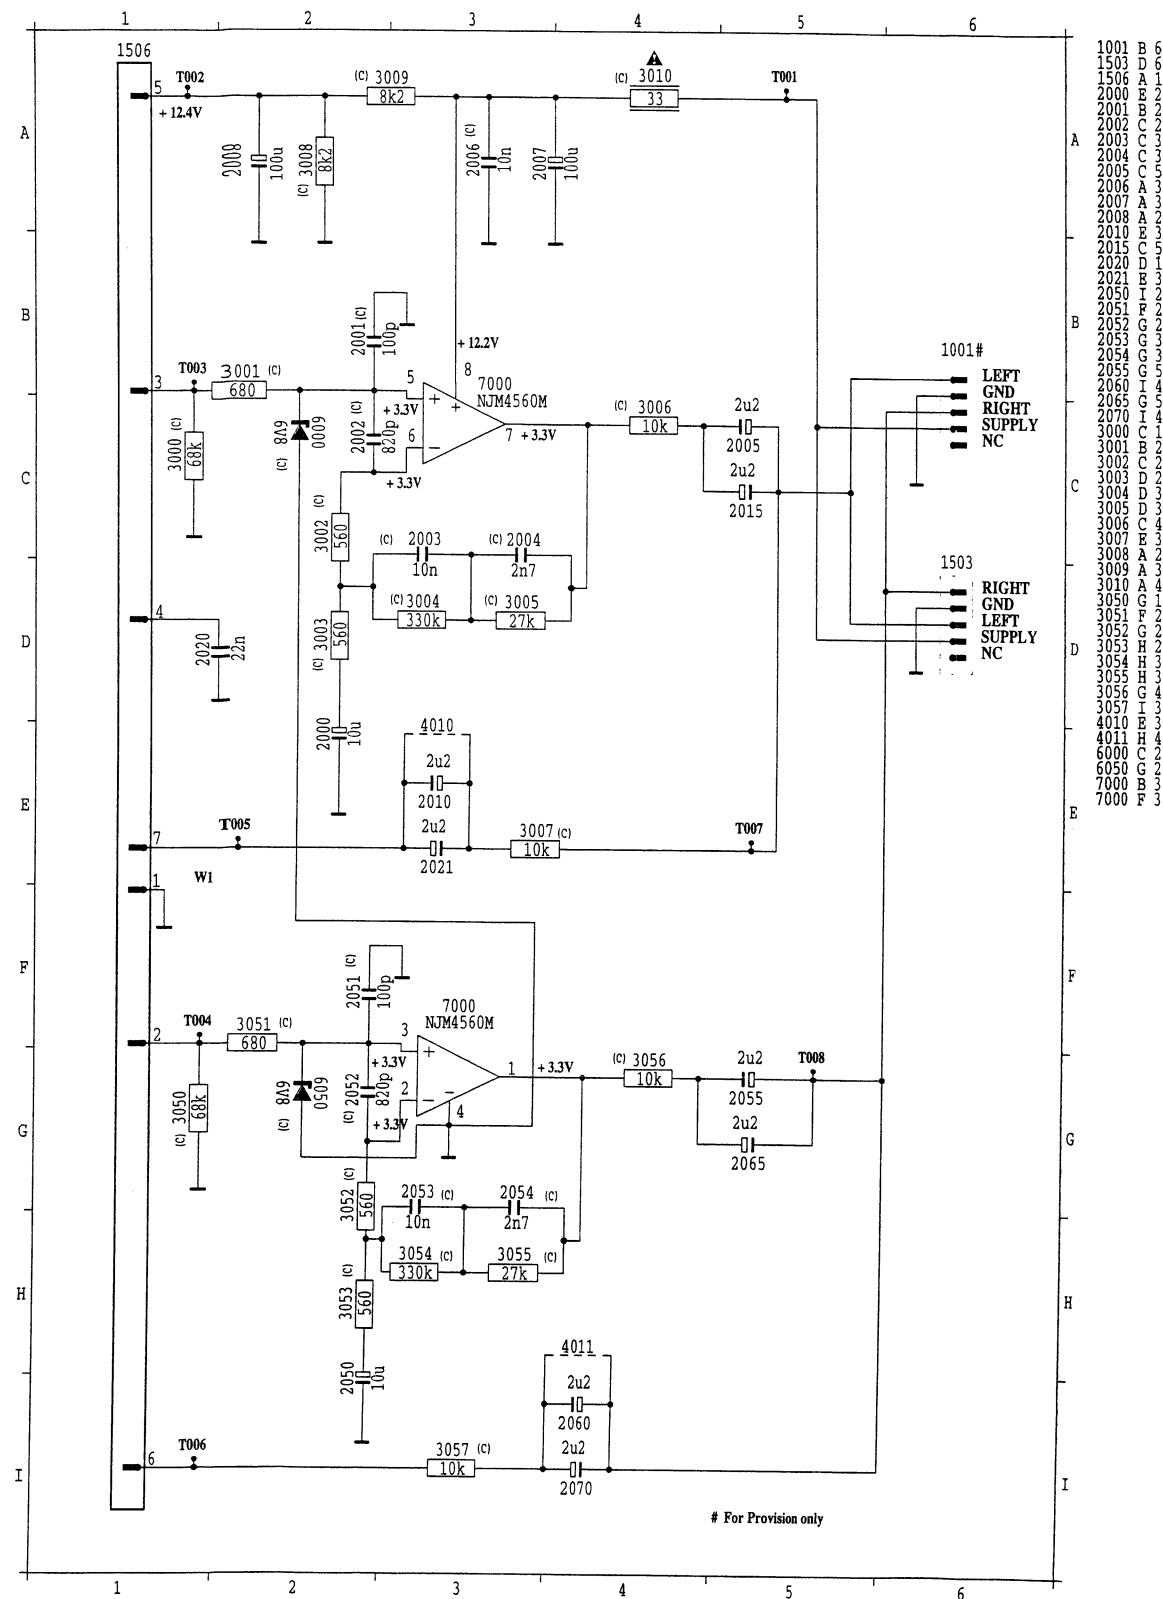 1 2 3 4 5 6
1506
5
T002
+ 12.4V
(C) 3009
8k2
(C) 3010
33
T001
A
2008
100u
(C) 3008
8k2
2006 (C)
10n
2007
100u
A
B
2001 (C)
100p
+ 12.2V
8
B
1001#
LEFT
GND
RIGHT
SUPPLY
NC
3
T003
3001 (C)
680
5
+
+ 3.3V
6
−
+ 3.3V
+
7000
NJM4560M
7
+ 3.3V
3000 (C)
68k
6V8
6000
(C)
2002 (C)
820p
(C) 3006
10k
2u2
2005
2u2
2015
C
C
3002 (C)
560
(C) 2003
10n
(C) 2004
2n7
(C) 3004
330k
(C) 3005
27k
(C) 3003
560
1503
RIGHT
GND
LEFT
SUPPLY
NC
4
D
2020
22n
D
2000
10u
4010
2u2
2010
2u2
2021
E
E
7
T005
3007 (C)
10k
T007
1
W1
F
2051 (C)
100p
F
7000
NJM4560M
2
T004
3051 (C)
680
3
+
+ 3.3V
2
−
+ 3.3V
−
4
1
+ 3.3V
(C) 3050
68k
6V8
6050
(C)
(C) 2052
820p
(C) 3056
10k
2u2
2055
T008
2u2
2065
G
G
3052 (C)
560
2053 (C)
10n
2054 (C)
2n7
3054 (C)
330k
3055 (C)
27k
3053 (C)
560
H
H
2050
10u
4011
2u2
2060
2u2
2070
6
T006
3057 (C)
10k
I
I
# For Provision only
1 2 3 4 5 6
1001 B 6
1503 D 6
1506 A 1
2000 E 2
2001 B 2
2002 C 2
2003 C 3
2004 C 3
2005 C 5
2006 A 3
2007 A 3
2008 A 2
2010 E 3
2015 C 5
2020 D 1
2021 E 3
2050 I 2
2051 F 2
2052 G 2
2053 G 3
2054 G 3
2055 G 5
2060 I 4
2065 G 5
2070 I 4
3000 C 1
3001 B 2
3002 C 2
3003 D 2
3004 D 3
3005 D 3
3006 C 4
3007 E 3
3008 A 2
3009 A 3
3010 A 4
3050 G 1
3051 F 2
3052 G 2
3053 H 2
3054 H 3
3055 H 3
3056 G 4
3057 I 3
4010 E 3
4011 H 4
6000 C 2
6050 G 2
7000 B 3
7000 F 3